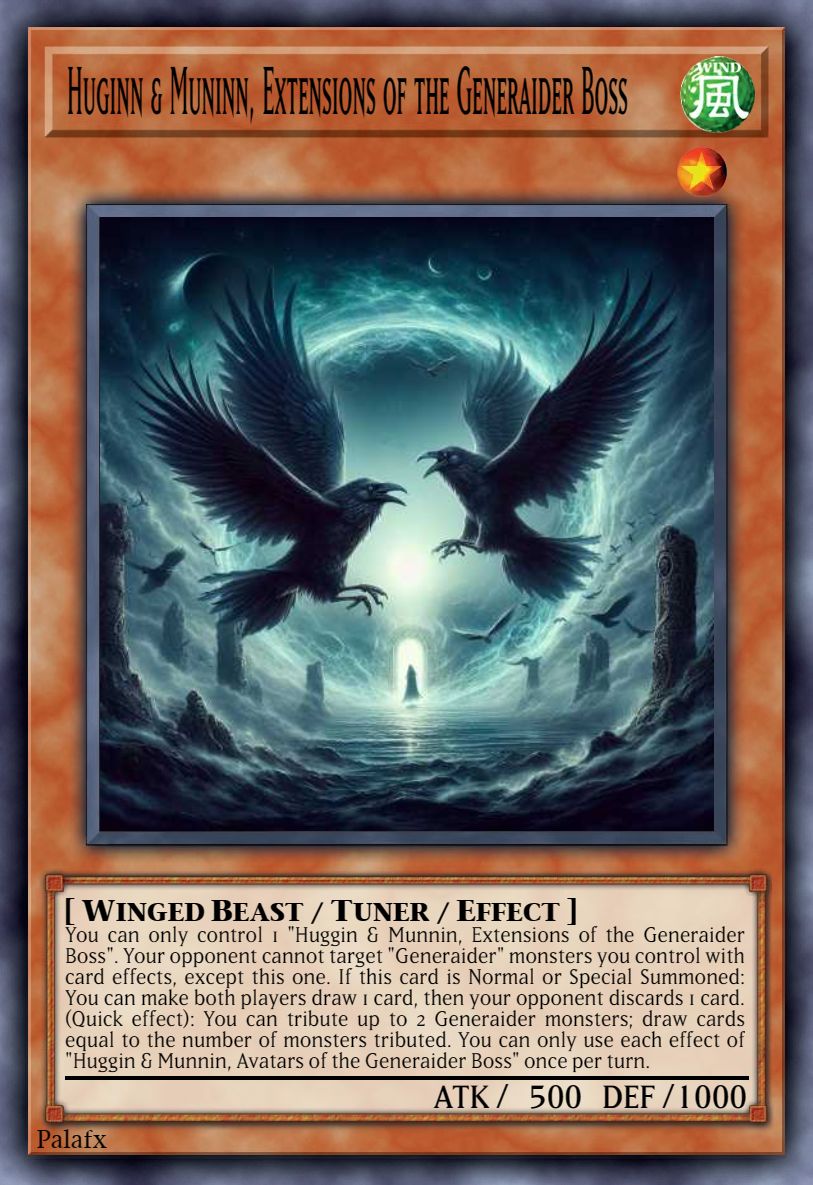 Huginn & Muninn, Extensions of the Generaider Boss
WIND
風
[ Winged Beast / Tuner / Effect ]
You can only control 1 "Huggin & Munnin, Extensions of the Generaider
Boss". Your opponent cannot target "Generaider" monsters you control with
card effects, except this one. If this card is Normal or Special Summoned:
You can make both players draw 1 card, then your opponent discards 1 card.
(Quick effect): You can tribute up to 2 Generaider monsters; draw cards
equal to the number of monsters tributed. You can only use each effect of
"Huggin & Munnin, Avatars of the Generaider Boss" once per turn.
ATK / 500 DEF /1000
Palafx